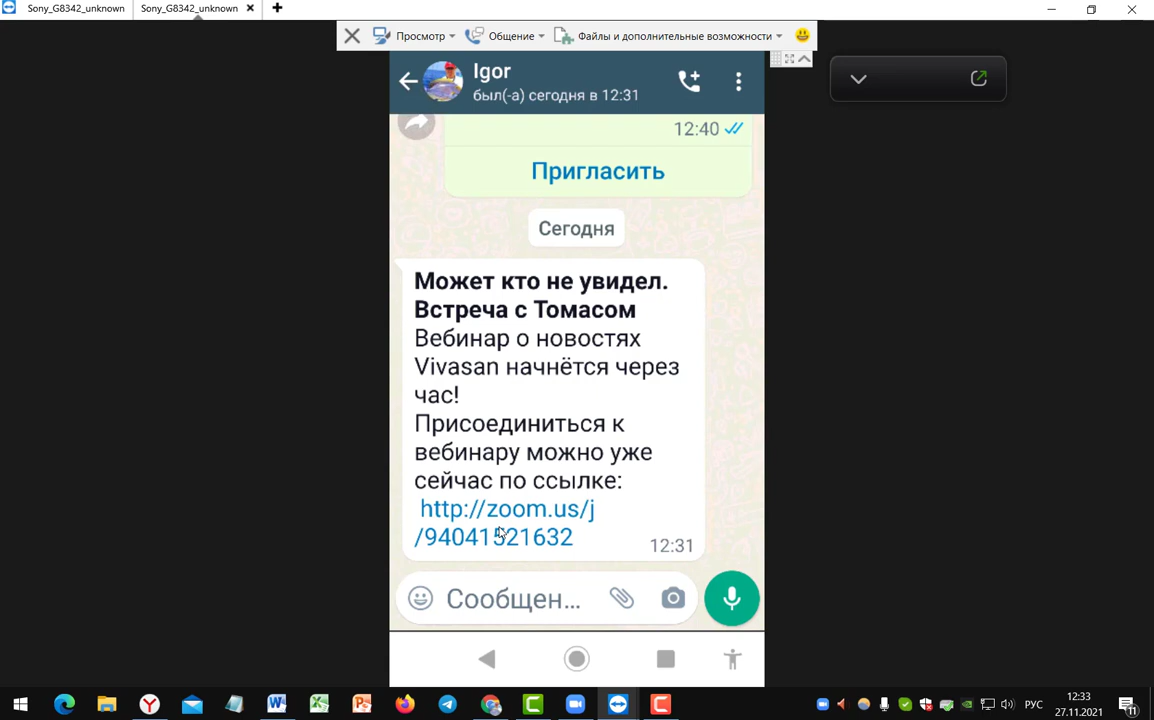 Sony_G8342_unknown
Sony_G8342_unknown
Просмотр
Общение
Файлы и дополнительные возможности
Igor
был(-а) сегодня в 12:31
12:40
Пригласить
Сегодня
Может кто не увидел.
Встреча с Томасом
Вебинар о новостях
Vivasan начнётся через
час!
Присоединиться к
вебинару можно уже
сейчас по ссылке:
http://zoom.us/j
/94041521632
12:31
Сообщен...
РУС
12:33
27.11.2021
11